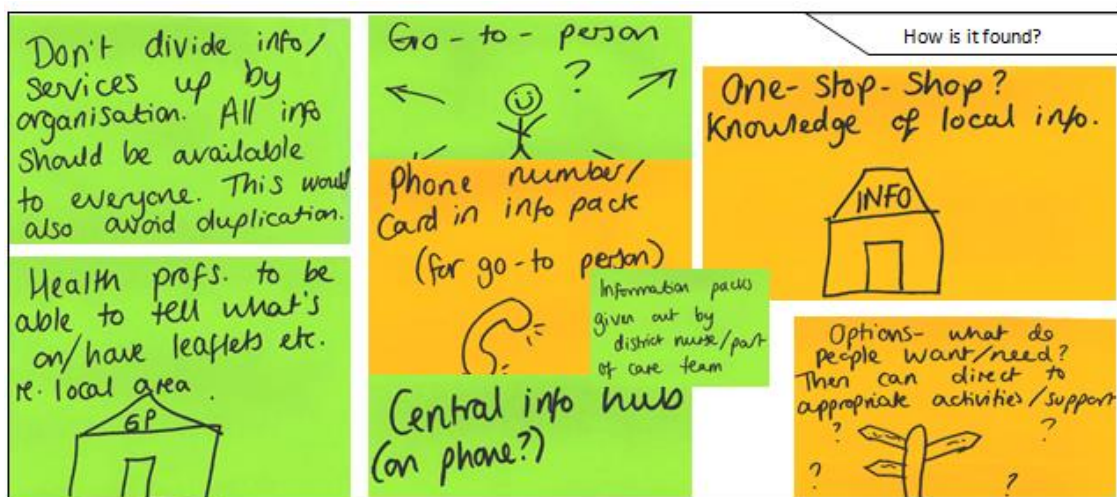 How is it found?
Don't divide info/
services up by
organisation. All info
should be available
to everyone. This would
also avoid duplication.
Health profs. to be
able to tell what's
on/have leaflets etc.
re. local area
GP
Go-to-person
?
Phone number/
Card in info pack
(for go-to person)
Information packs
given out by
district nurse/part
of care team
Central info hub
(on phone?)
One-Stop-Shop?
Knowledge of local info.
INFO
Options- what do
people want/need?
Then can direct to
appropriate activities/support
? ?
? ?